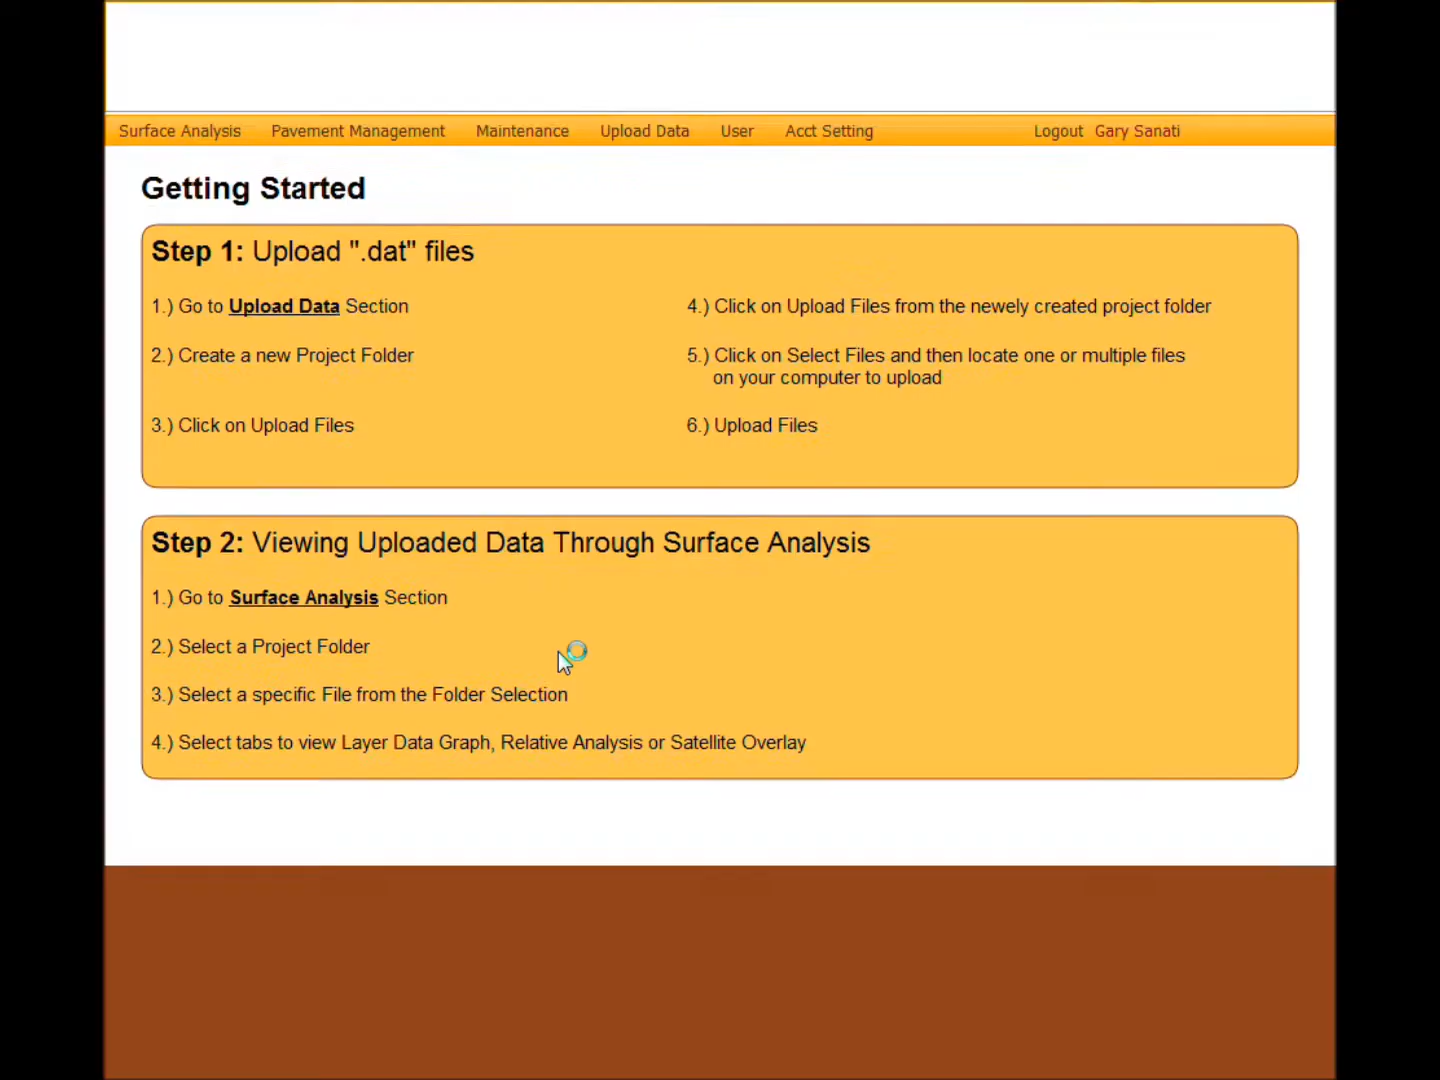 Surface Analysis Pavement Management Maintenance Upload Data User Acct Setting Logout Gary Sanati
Getting Started
Step 1: Upload ".dat" files
1.) Go to Upload Data Section
2.) Create a new Project Folder
3.) Click on Upload Files
4.) Click on Upload Files from the newly created project folder
5.) Click on Select Files and then locate one or multiple files
on your computer to upload
6.) Upload Files
Step 2: Viewing Uploaded Data Through Surface Analysis
1.) Go to Surface Analysis Section
2.) Select a Project Folder
3.) Select a specific File from the Folder Selection
4.) Select tabs to view Layer Data Graph, Relative Analysis or Satellite Overlay